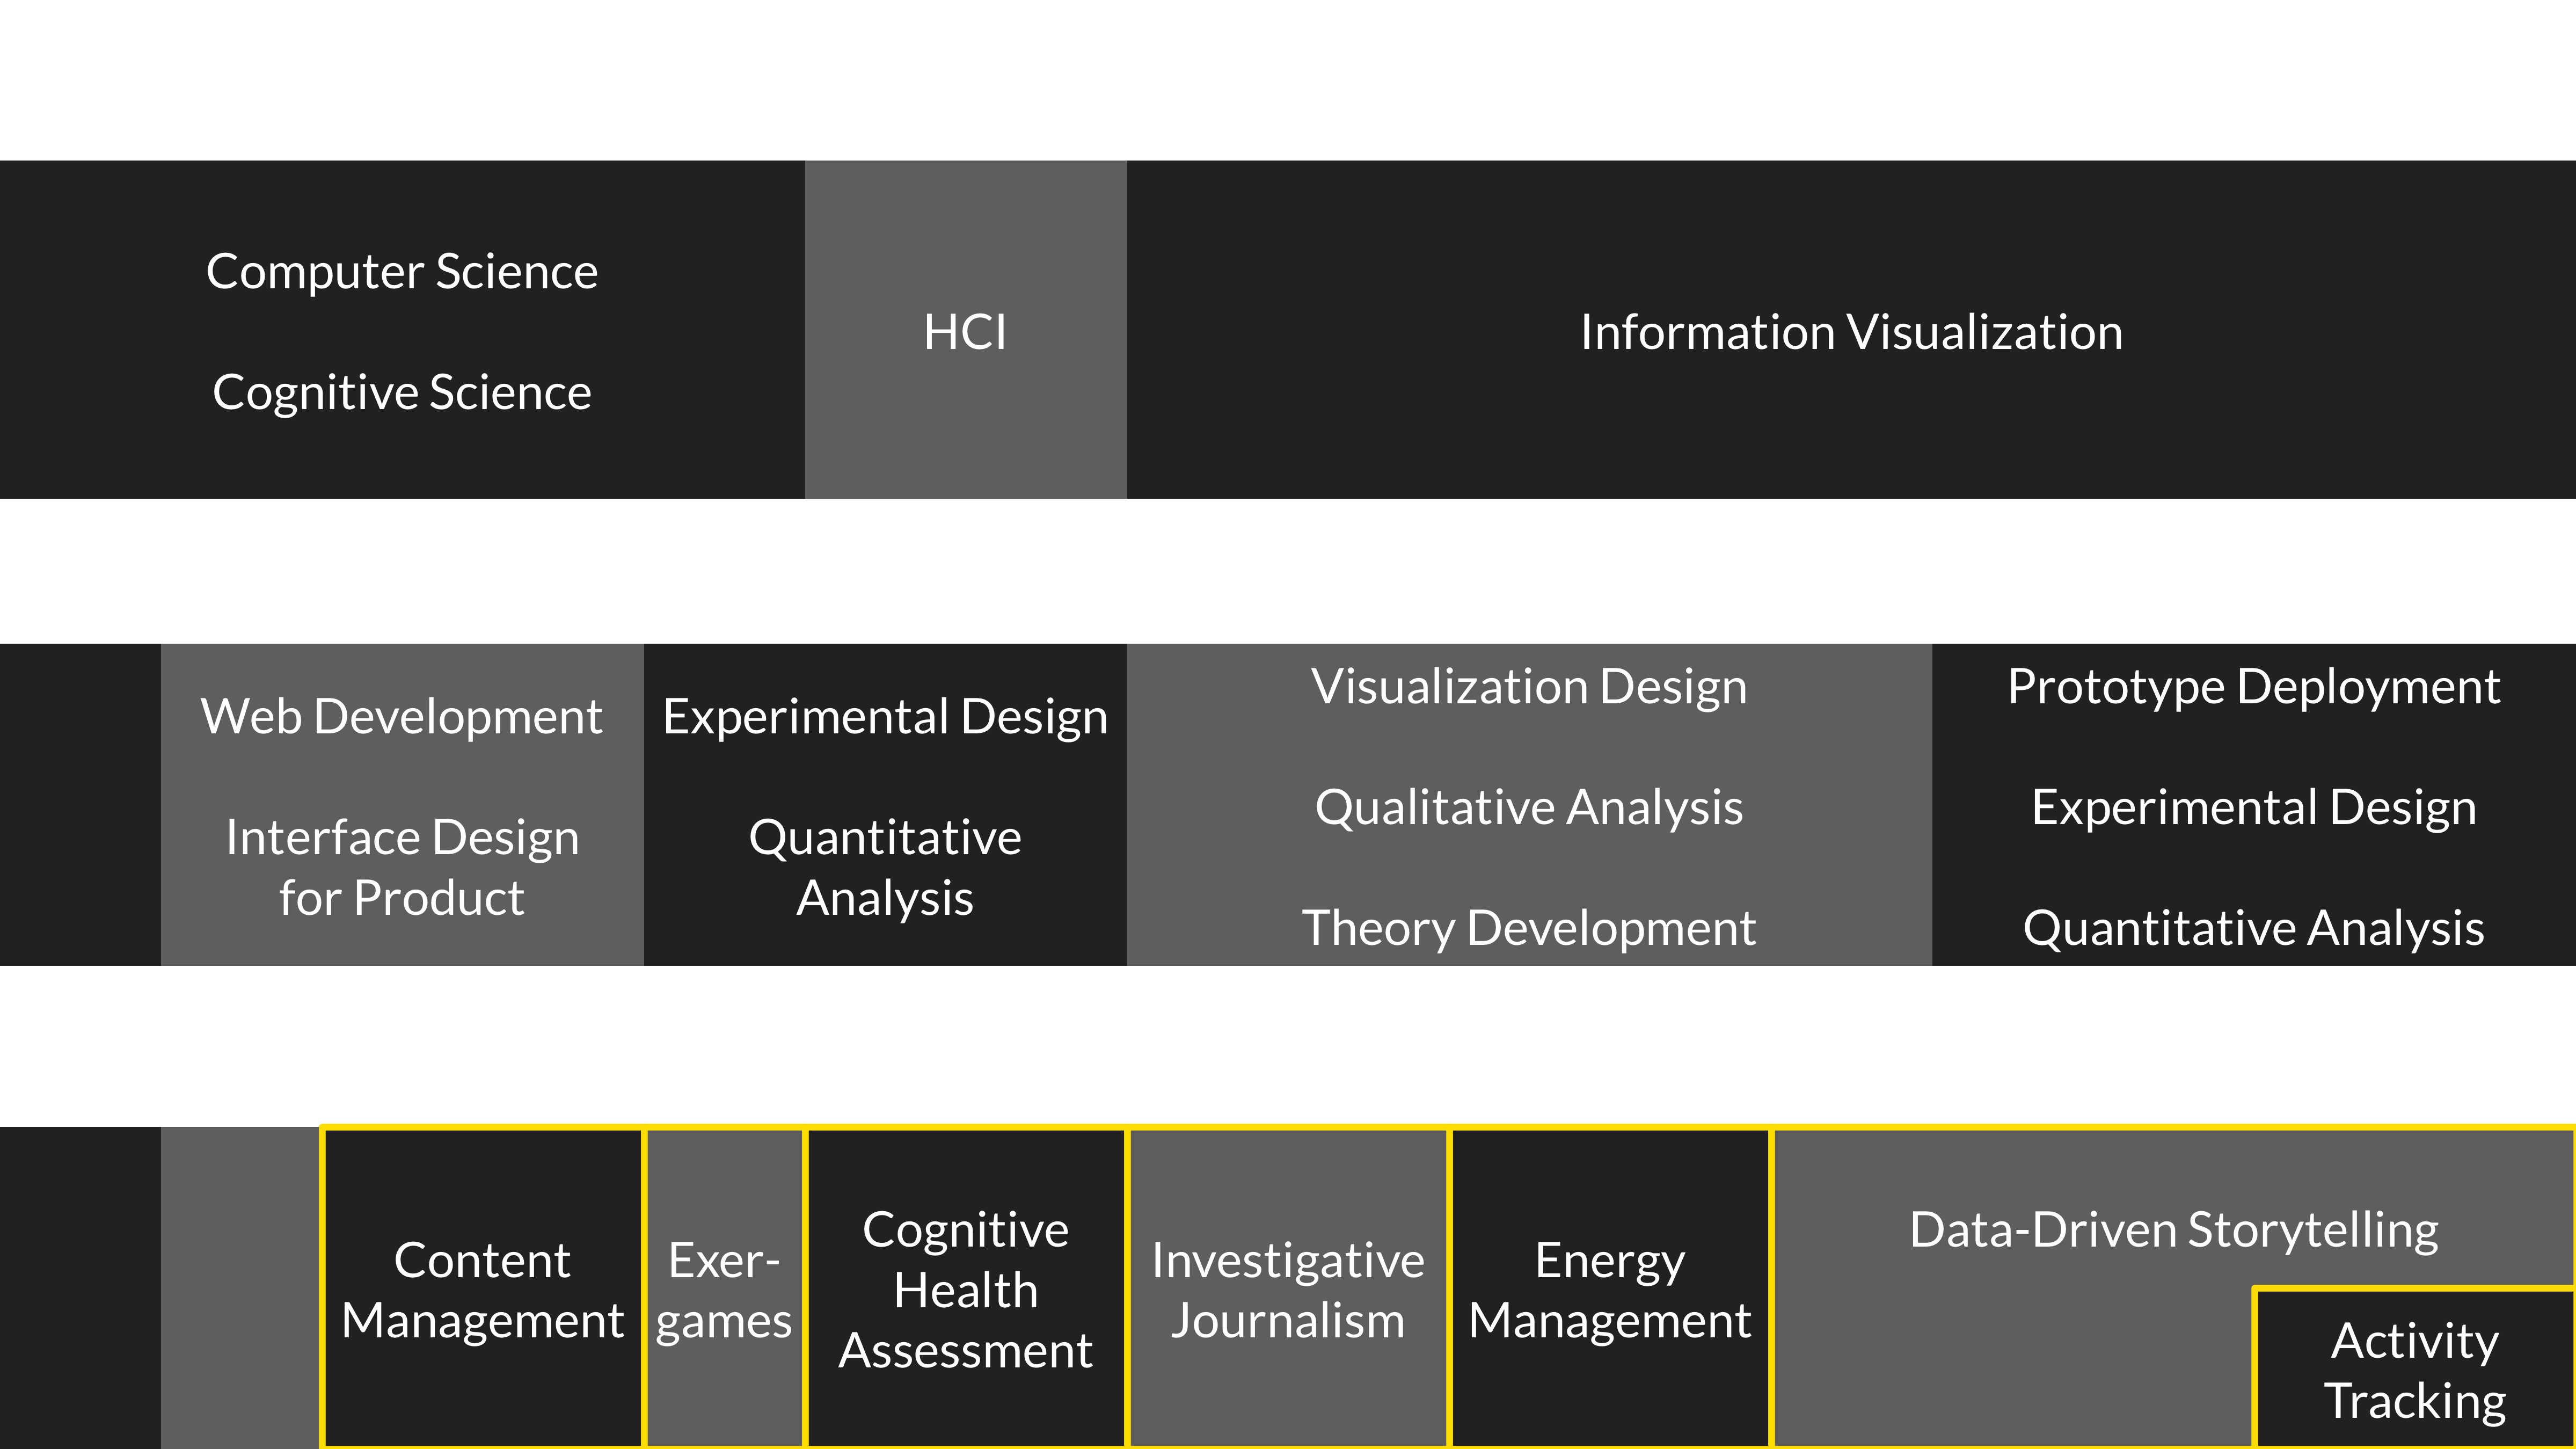 Computer Science
Cognitive Science
HCI
Information Visualization
Web Development
Interface Design
for Product
Experimental Design
Quantitative
Analysis
Visualization Design
Qualitative Analysis
Theory Development
Prototype Deployment
Experimental Design
Quantitative Analysis
Content
Management
Exer-
games
Cognitive
Health
Assessment
Investigative
Journalism
Energy
Management
Data-Driven Storytelling
Activity
Tracking